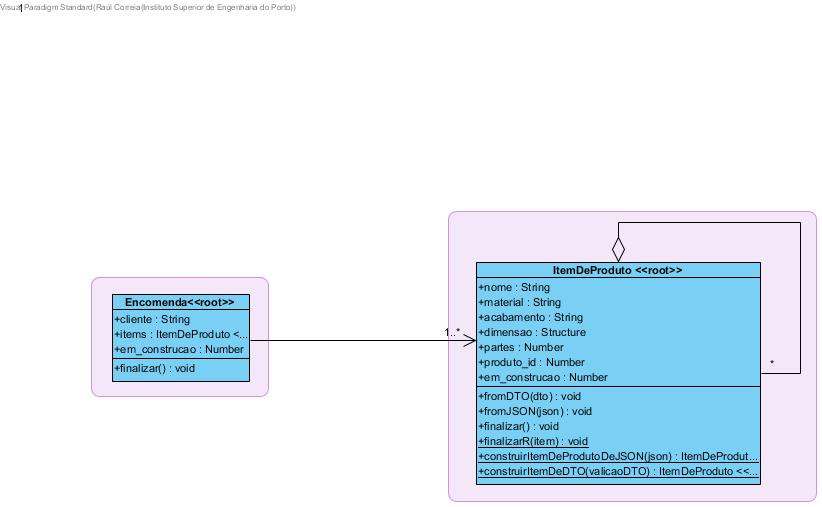 Visual Paradigm Standard(Raúl Correia(Instituto Superior de Engenharia do Porto))
Encomenda<<root>>
+cliente : String
+items : ItemDeProduto <...
+em_construcao : Number
+finalizar() : void
1..*
ItemDeProduto <<root>>
+nome : String
+material : String
+acabamento : String
+dimensao : Structure
+partes : Number
+produto_id : Number
+em_construcao : Number
+fromDTO(dto) : void
+fromJSON(json) : void
+finalizar() : void
+finalizarR(item) : void
+construirItemDeProdutoDeJSON(json) : ItemDeProdut...
+construirItemDeDTO(valicaoDTO) : ItemDeProduto <<...
*